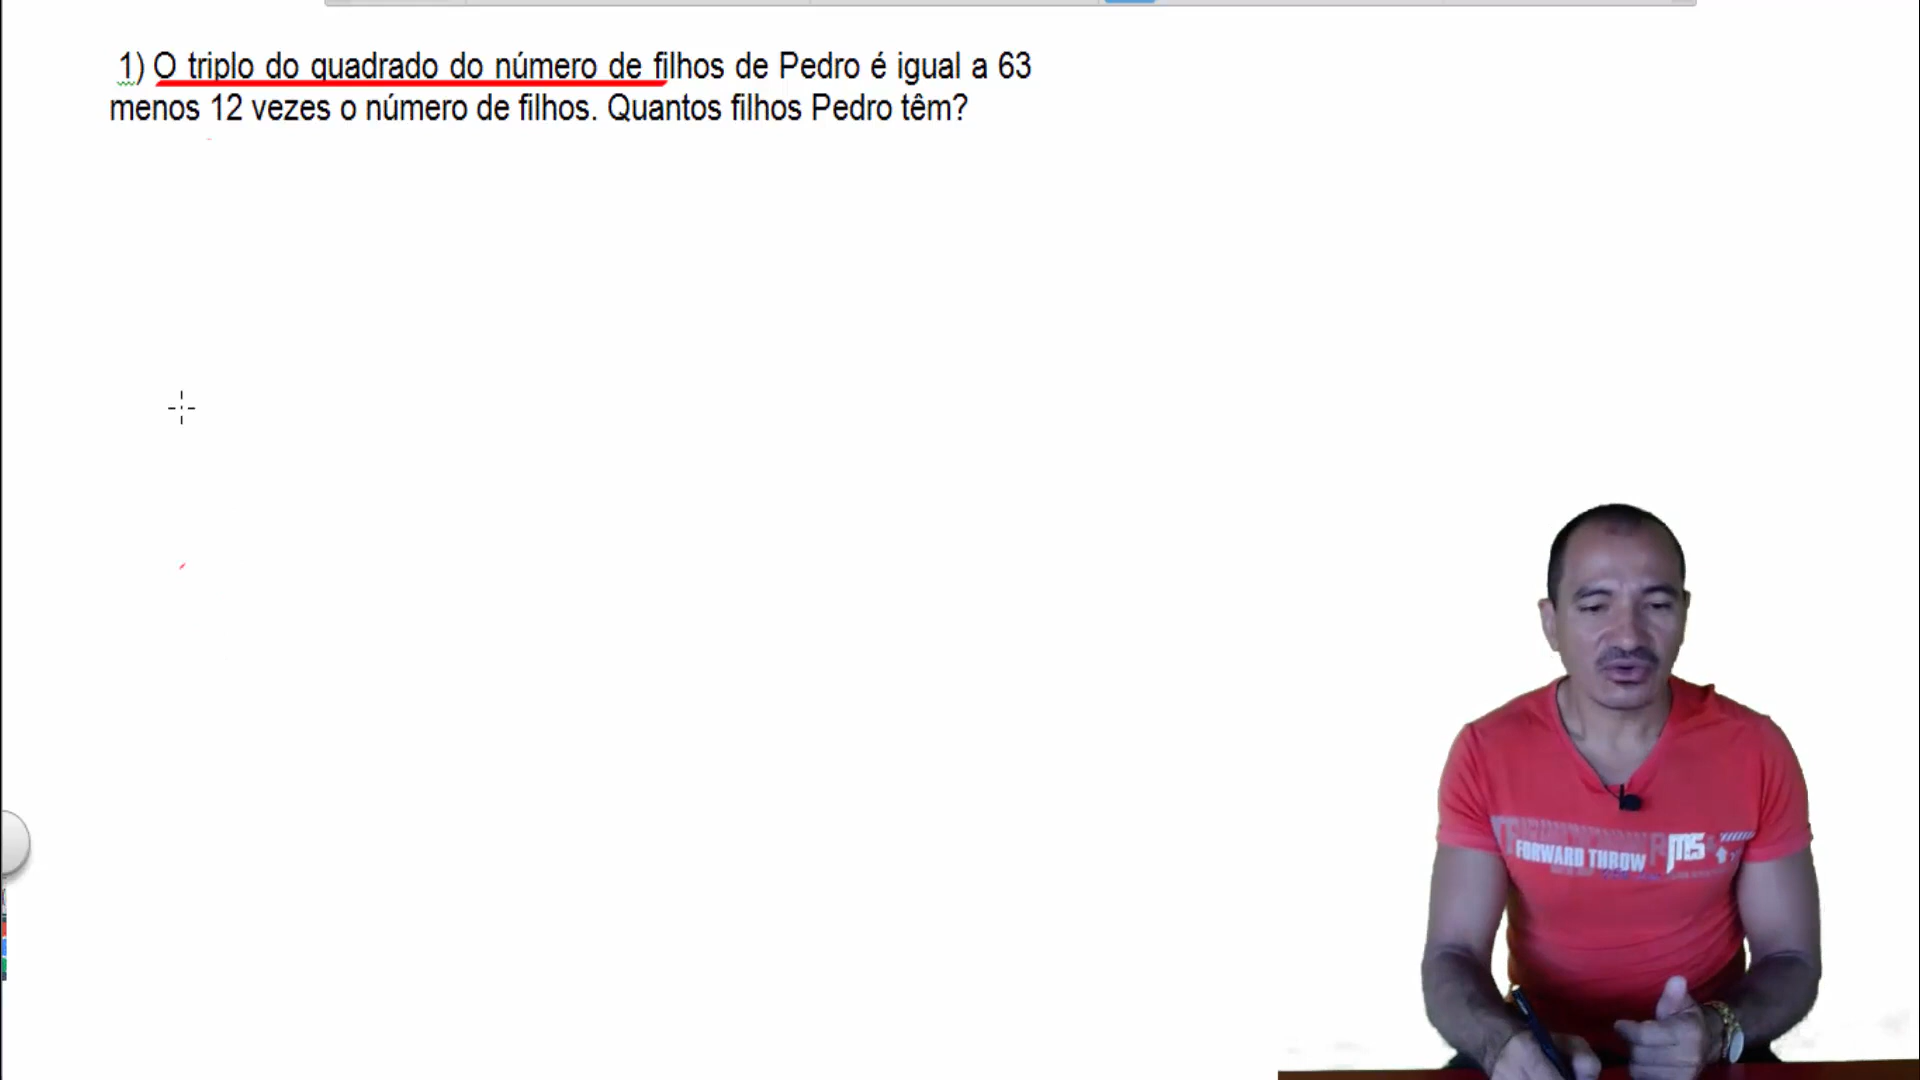 1) O triplo do quadrado do número de filhos de Pedro é igual a 63
menos 12 vezes o número de filhos. Quantos filhos Pedro têm?
FORWARD THROW